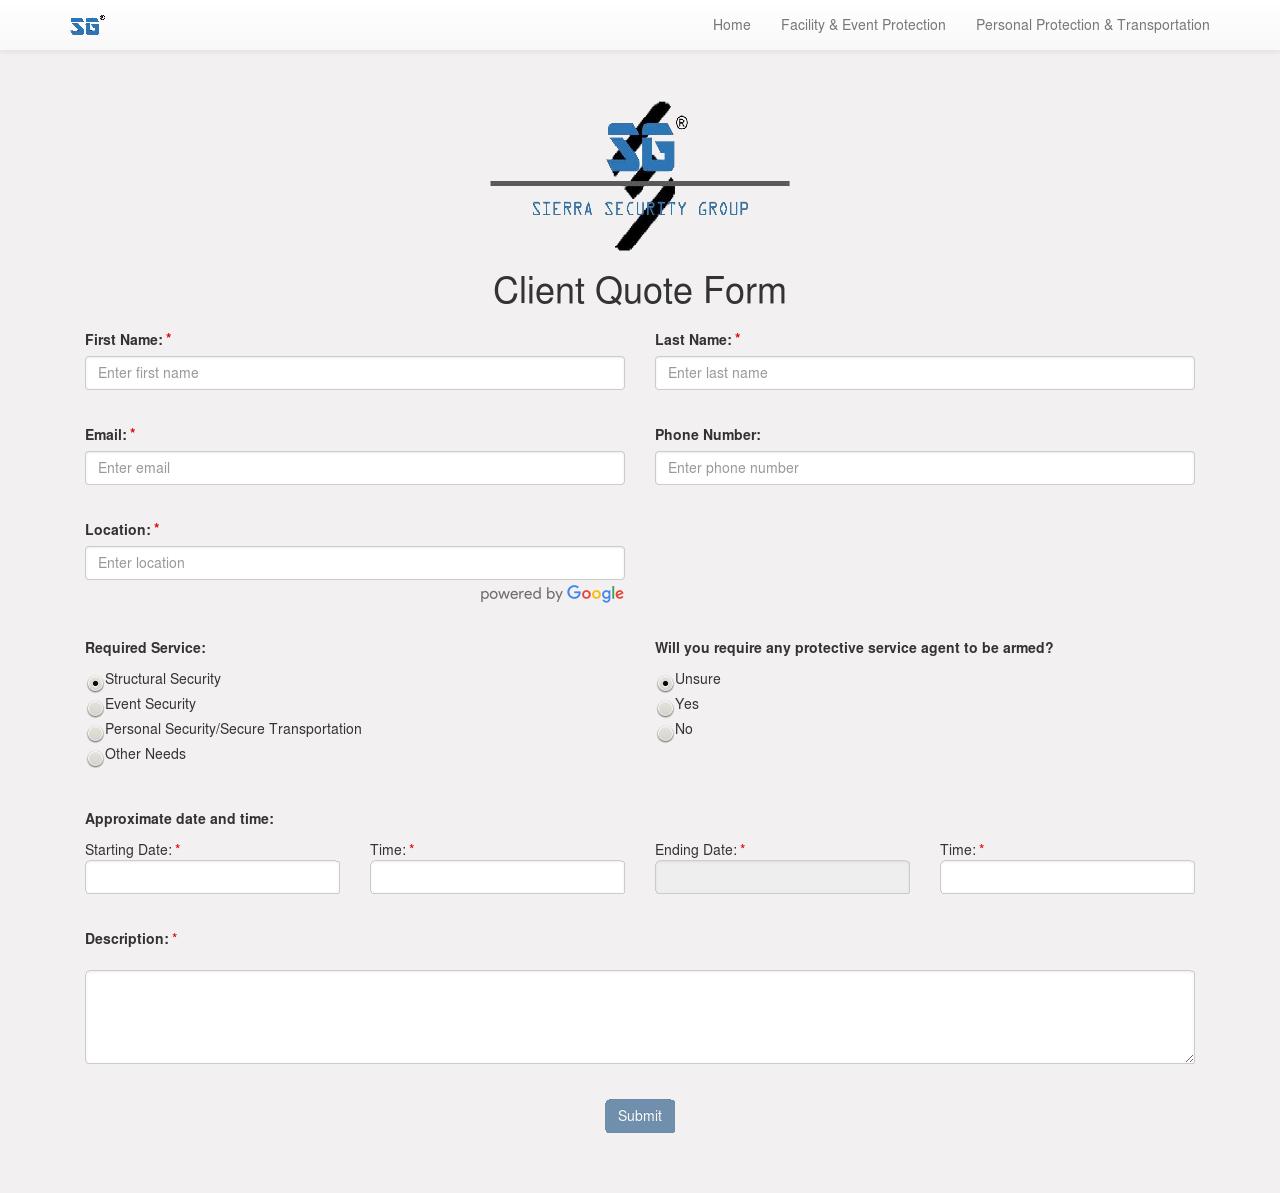 SG®
Home Facility & Event Protection Personal Protection & Transportation
SG®
SIERRA SECURITY GROUP
Client Quote Form
First Name: * Last Name: *
Enter first name Enter last name
Email: * Phone Number:
Enter email Enter phone number
Location: *
Enter location
powered by Google
Required Service: Will you require any protective service agent to be armed?
Structural Security Unsure
Event Security Yes
Personal Security/Secure Transportation No
Other Needs
Approximate date and time:
Starting Date: * Time: * Ending Date: * Time: *
Description: *
Submit